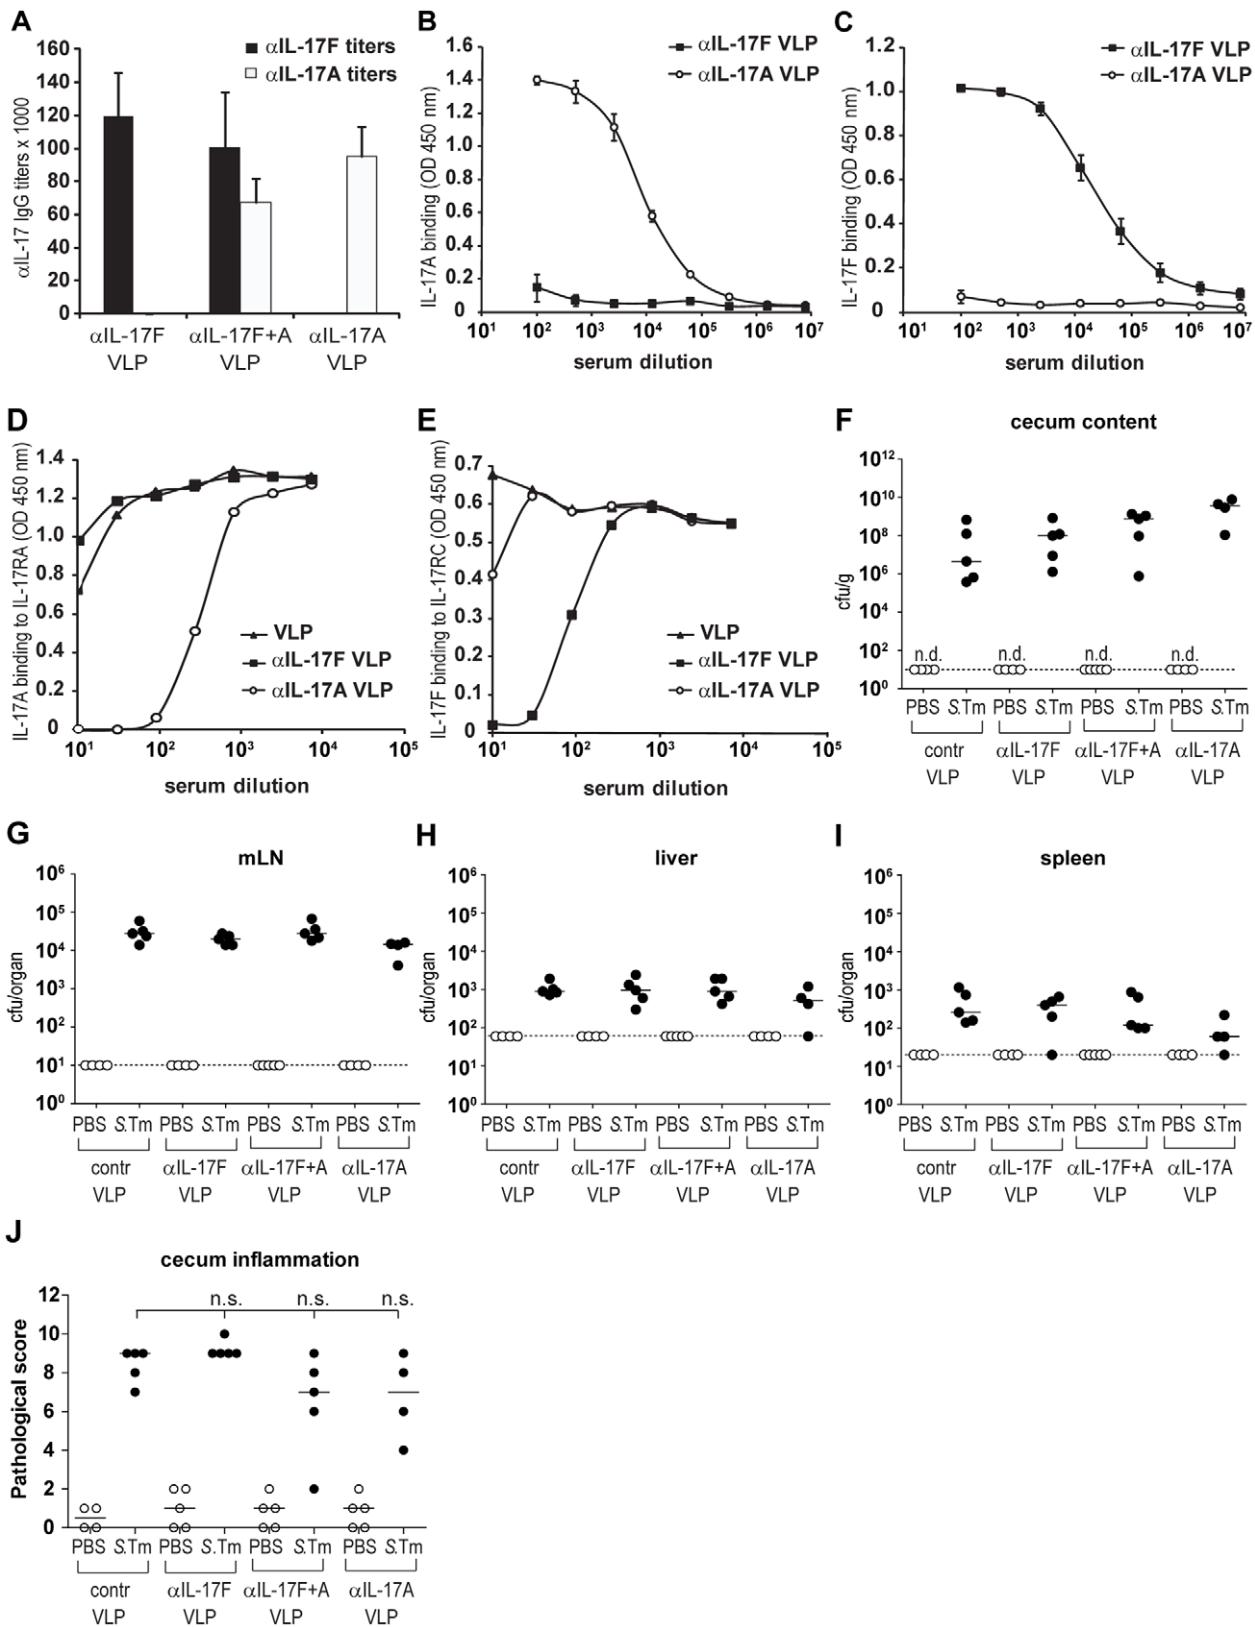 A
αIL-17 IgG titers x 1000
160
140
120
100
80
60
40
20
0
αIL-17F titers
αIL-17A titers
αIL-17F αIL-17F+A αIL-17A
VLP VLP VLP
B
IL-17A binding (OD 450 nm)
1.6
1.4
1.2
1.0
0.8
0.6
0.4
0.2
0
αIL-17F VLP
αIL-17A VLP
10¹ 10² 10³ 10⁴ 10⁵ 10⁶ 10⁷
serum dilution
C
IL-17F binding (OD 450 nm)
1.2
1.0
0.8
0.6
0.4
0.2
0
αIL-17F VLP
αIL-17A VLP
10¹ 10² 10³ 10⁴ 10⁵ 10⁶ 10⁷
serum dilution
D
IL-17A binding to IL-17RA (OD 450 nm)
1.4
1.2
1.0
0.8
0.6
0.4
0.2
0
VLP
αIL-17F VLP
αIL-17A VLP
10¹ 10² 10³ 10⁴ 10⁵
serum dilution
E
IL-17F binding to IL-17RC (OD 450 nm)
0.7
0.6
0.5
0.4
0.3
0.2
0.1
0
VLP
αIL-17F VLP
αIL-17A VLP
10¹ 10² 10³ 10⁴ 10⁵
serum dilution
F
cecum content
cfu/g
10¹²
10¹⁰
10⁸
10⁶
10⁴
10²
10⁰
n.d. n.d. n.d. n.d.
PBS S.Tm PBS S.Tm PBS S.Tm PBS S.Tm
contr αIL-17F αIL-17F+A αIL-17A
VLP VLP VLP VLP
G
mLN
cfu/organ
10⁶
10⁵
10⁴
10³
10²
10¹
10⁰
PBS S.Tm PBS S.Tm PBS S.Tm PBS S.Tm
contr αIL-17F αIL-17F+A αIL-17A
VLP VLP VLP VLP
H
liver
cfu/organ
10⁶
10⁵
10⁴
10³
10²
10¹
10⁰
PBS S.Tm PBS S.Tm PBS S.Tm PBS S.Tm
contr αIL-17F αIL-17F+A αIL-17A
VLP VLP VLP VLP
I
spleen
cfu/organ
10⁶
10⁵
10⁴
10³
10²
10¹
10⁰
PBS S.Tm PBS S.Tm PBS S.Tm PBS S.Tm
contr αIL-17F αIL-17F+A αIL-17A
VLP VLP VLP VLP
J
cecum inflammation
Pathological score
12
10
8
6
4
2
0
n.s. n.s. n.s.
PBS S.Tm PBS S.Tm PBS S.Tm PBS S.Tm
contr αIL-17F αIL-17F+A αIL-17A
VLP VLP VLP VLP